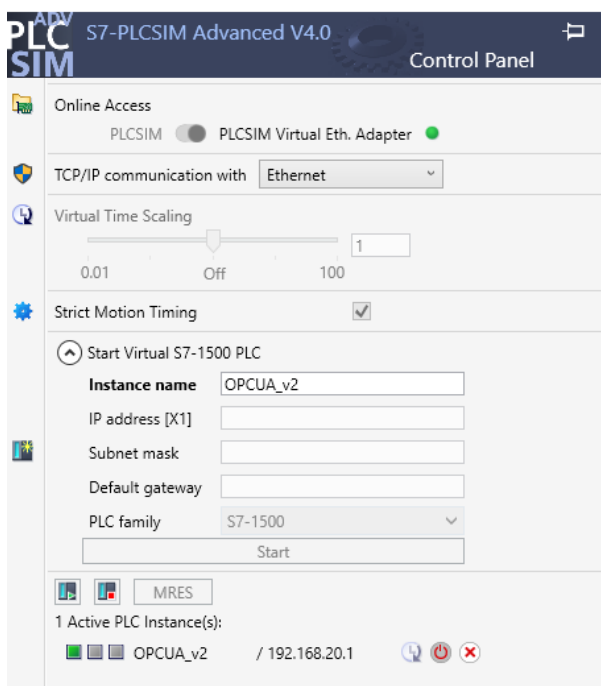 PLC ADV
SIM
S7-PLCSIM Advanced V4.0
Control Panel
Online Access
PLCSIM PLCSIM Virtual Eth. Adapter
TCP/IP communication with Ethernet
Virtual Time Scaling
1
0.01 Off 100
Strict Motion Timing
Start Virtual S7-1500 PLC
Instance name OPCUA_v2
IP address [X1]
Subnet mask
Default gateway
PLC family S7-1500
Start
MRES
1 Active PLC Instance(s):
OPCUA_v2 / 192.168.20.1